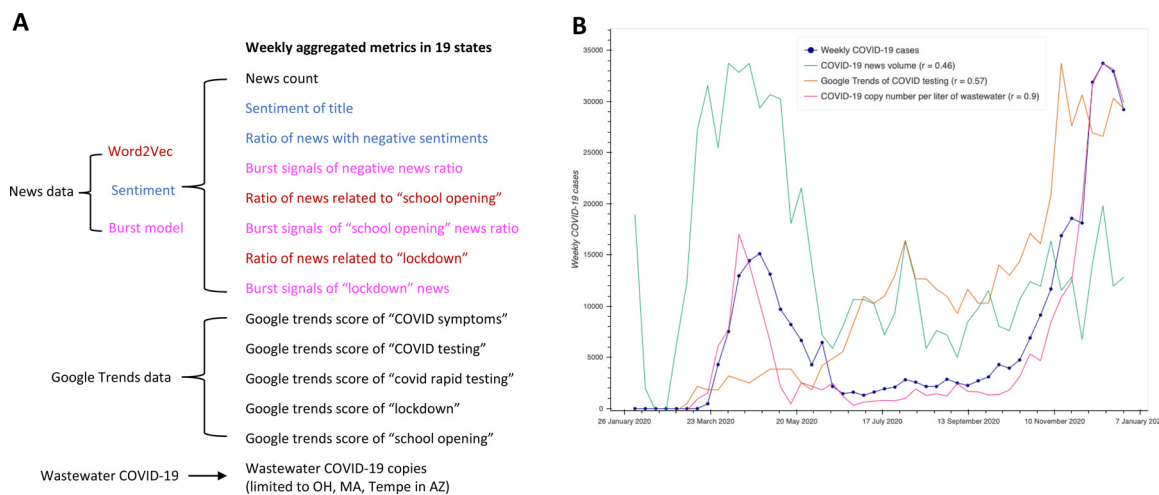 A
Weekly aggregated metrics in 19 states
News count
Sentiment of title
Ratio of news with negative sentiments
Burst signals of negative news ratio
Ratio of news related to “school opening”
Burst signals of “school opening” news ratio
Ratio of news related to “lockdown”
Burst signals of “lockdown” news
News data
Word2Vec
Sentiment
Burst model
Google trends score of “COVID symptoms”
Google trends score of “COVID testing”
Google trends score of “covid rapid testing”
Google trends score of “lockdown”
Google trends score of “school opening”
Google Trends data
Wastewater COVID-19
Wastewater COVID-19 copies
(limited to OH, MA, Tempe in AZ)
B
Weekly COVID-19 cases
COVID-19 news volume (r = 0.46)
Google Trends of COVID testing (r = 0.57)
COVID-19 copy number per liter of wastewater (r = 0.9)
Weekly COVID-19 cases
35000
30000
25000
20000
15000
10000
5000
0
26 January 2020
23 March 2020
20 May 2020
17 July 2020
13 September 2020
10 November 2020
7 January 202